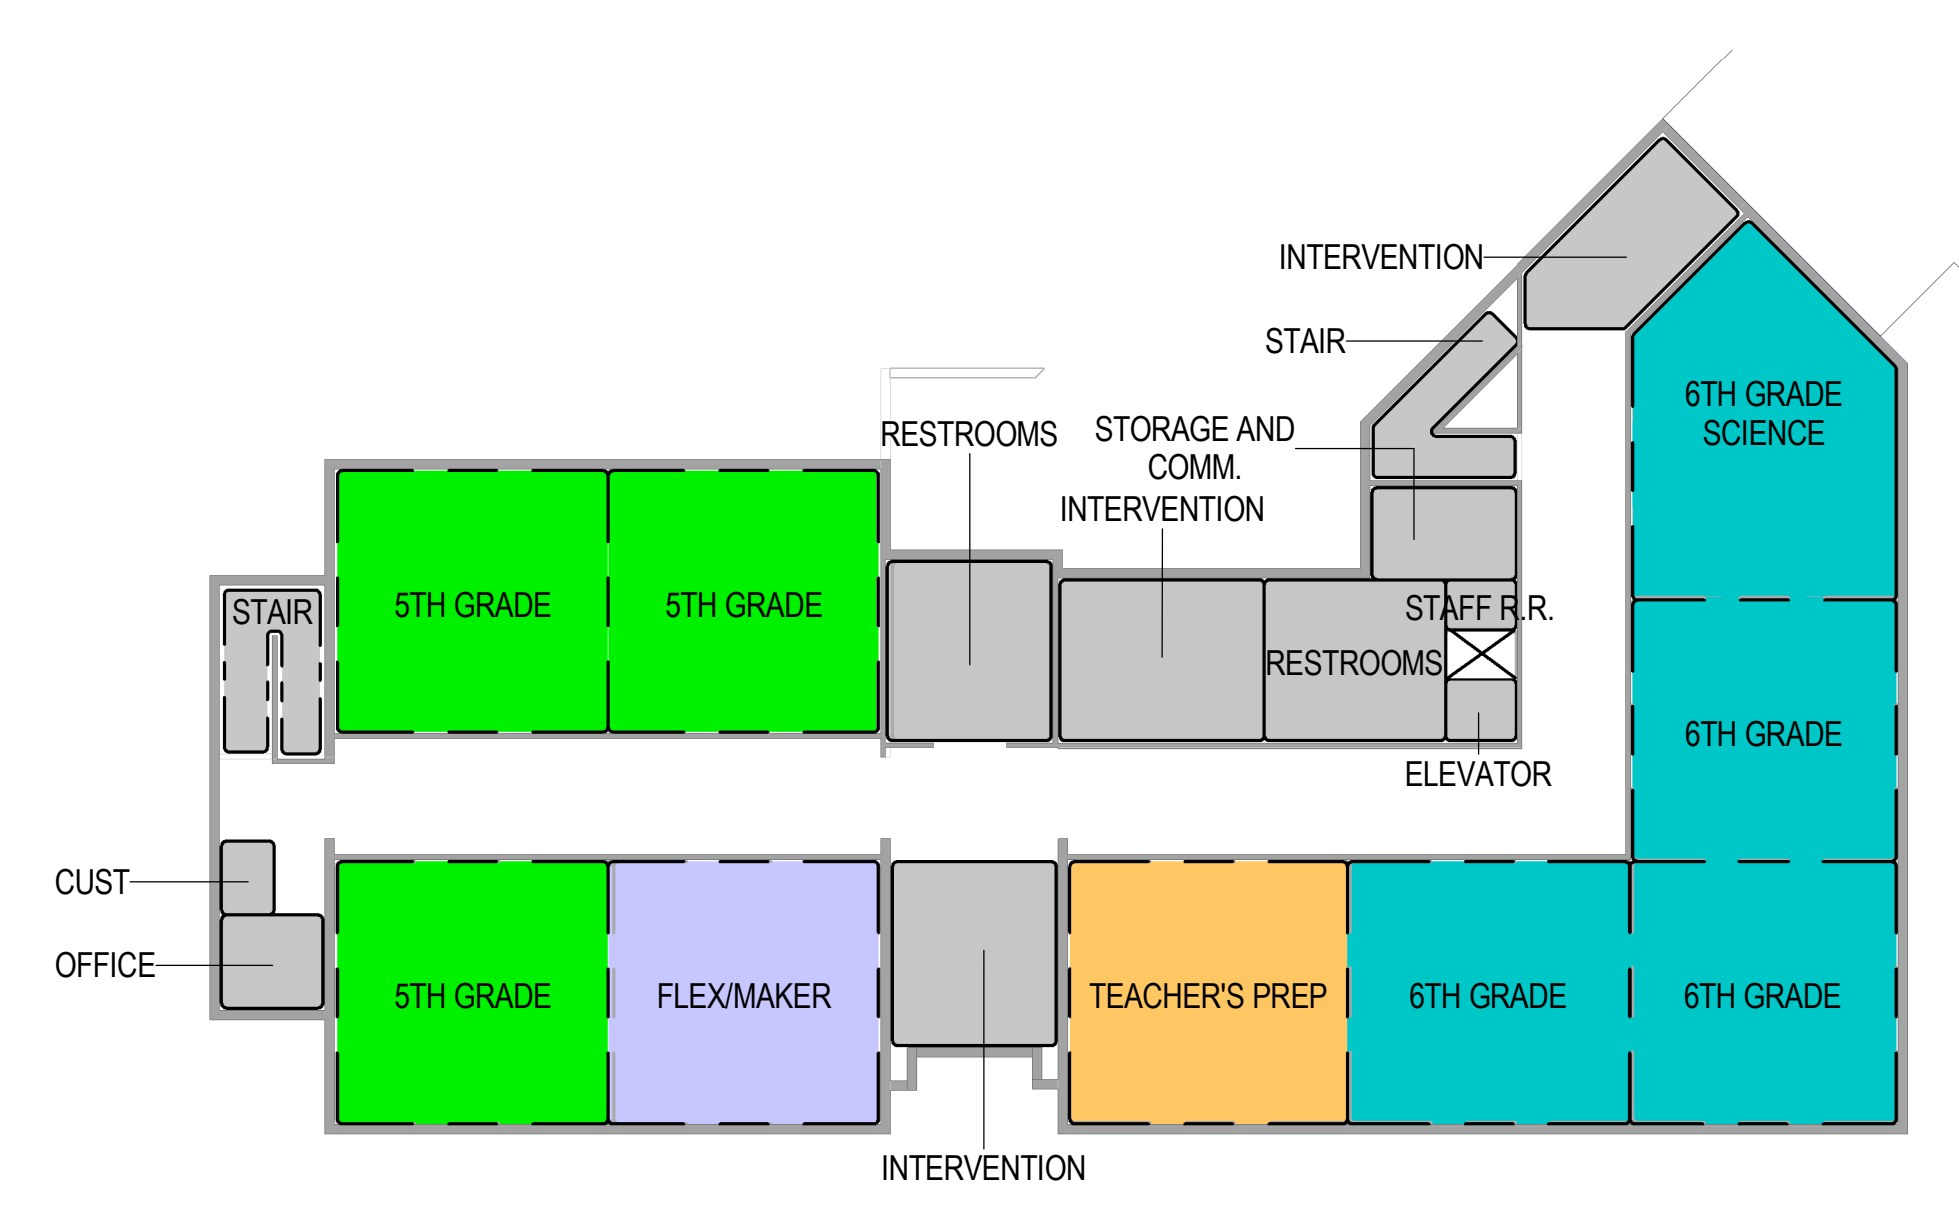 INTERVENTION
STAIR
6TH GRADE
SCIENCE
RESTROOMS
STORAGE AND
COMM.
INTERVENTION
5TH GRADE
5TH GRADE
STAIR
STAFF R.R.
RESTROOMS
6TH GRADE
ELEVATOR
CUST
OFFICE
5TH GRADE
FLEX/MAKER
TEACHER'S PREP
6TH GRADE
6TH GRADE
INTERVENTION